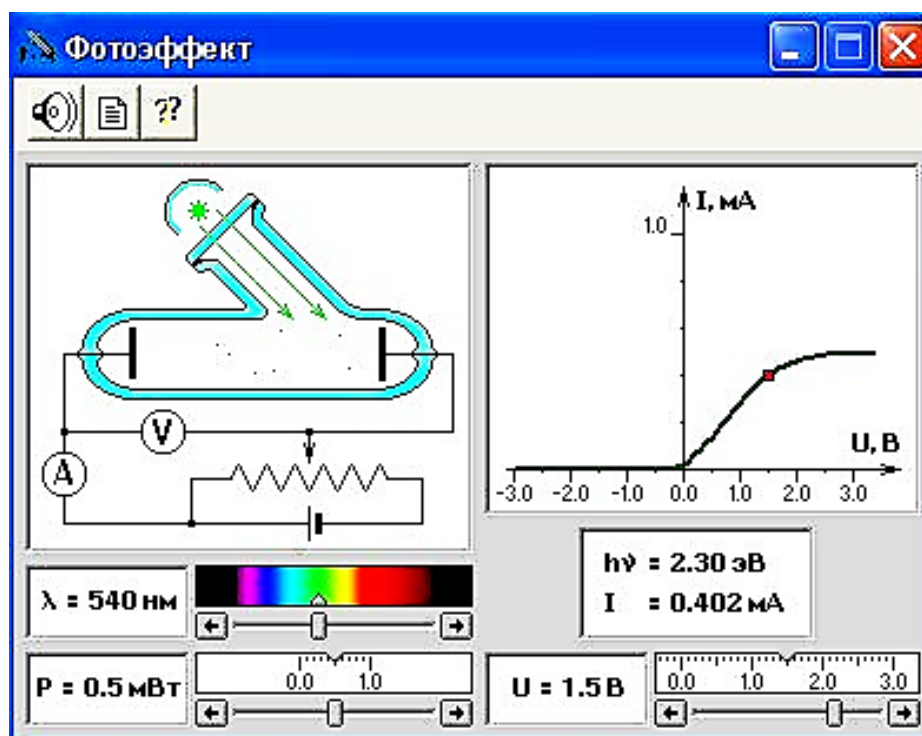 Фотоэффект
??
I, мА
1.0
U, В
-3.0 -2.0 -1.0 0.0 1.0 2.0 3.0
V
A
hν = 2.30 эВ
I = 0.402 мА
λ = 540 нм
P = 0.5 мВт
0.0 1.0
U = 1.5 В
0.0 1.0 2.0 3.0